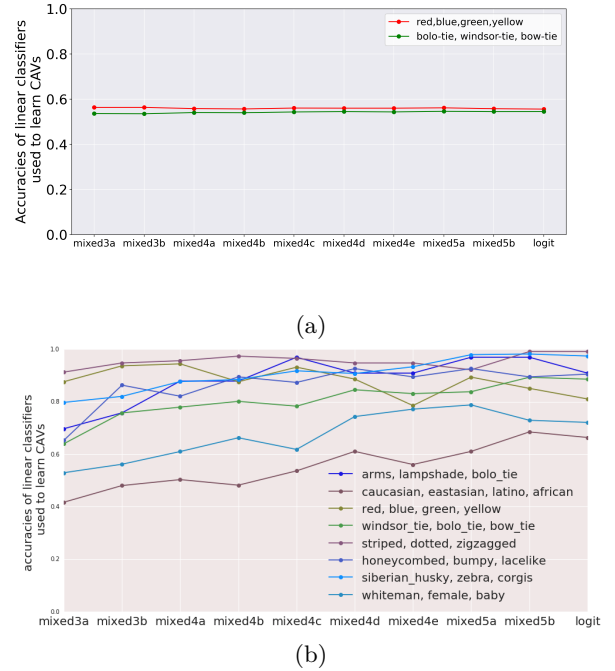 Accuracies of linear classifiers
used to learn CAVs
1.0
0.8
0.6
0.4
0.2
0.0
red,blue,green,yellow
bolo-tie, windsor-tie, bow-tie
mixed3a mixed3b mixed4a mixed4b mixed4c mixed4d mixed4e mixed5a mixed5b logit
(a)
accuracies of linear classifiers
used to learn CAVs
1.0
0.8
0.6
0.4
0.2
0.0
arms, lampshade, bolo_tie
caucasian, eastasian, latino, african
red, blue, green, yellow
windsor_tie, bolo_tie, bow_tie
striped, dotted, zigzagged
honeycombed, bumpy, lacelike
siberian_husky, zebra, corgis
whiteman, female, baby
mixed3a mixed3b mixed4a mixed4b mixed4c mixed4d mixed4e mixed5a mixed5b logit
(b)